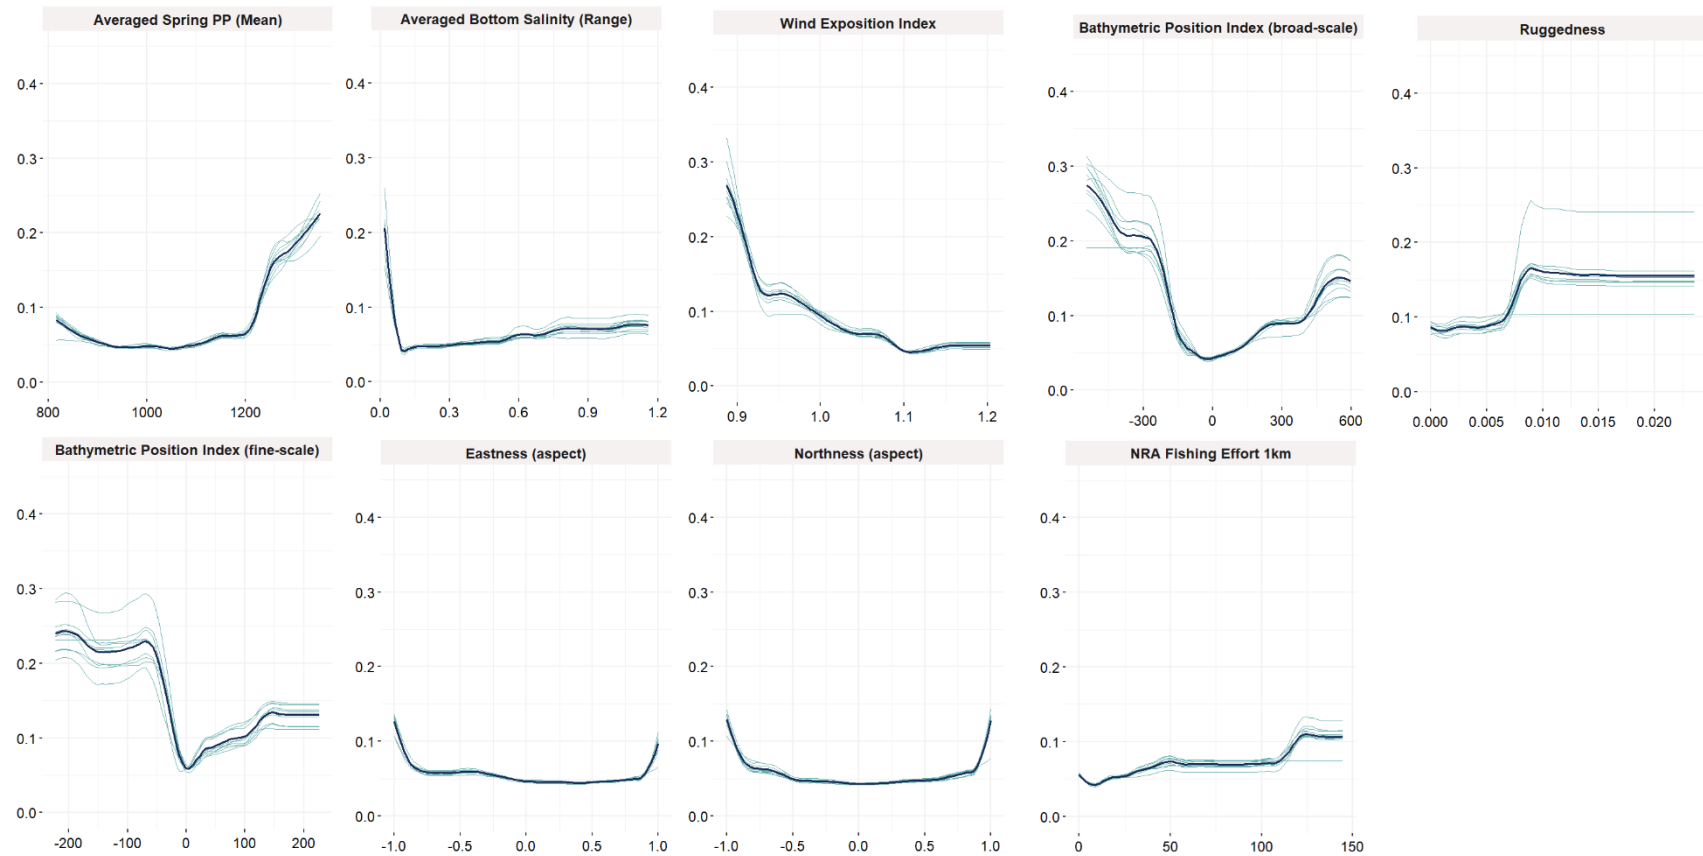 Averaged Spring PP (Mean)
Averaged Bottom Salinity (Range)
Wind Exposition Index
Bathymetric Position Index (broad-scale)
Ruggedness
0.4
0.3
0.2
0.1
0.0
800 1000 1200
0.4
0.3
0.2
0.1
0.0
0.0 0.3 0.6 0.9 1.2
0.4
0.3
0.2
0.1
0.0
0.9 1.0 1.1 1.2
0.4
0.3
0.2
0.1
0.0
-300 0 300 600
0.4
0.3
0.2
0.1
0.0
0.000 0.005 0.010 0.015 0.020
Bathymetric Position Index (fine-scale)
Eastness (aspect)
Northness (aspect)
NRA Fishing Effort 1km
0.4
0.3
0.2
0.1
0.0
-200 -100 0 100 200
0.4
0.3
0.2
0.1
0.0
-1.0 -0.5 0.0 0.5 1.0
0.4
0.3
0.2
0.1
0.0
-1.0 -0.5 0.0 0.5 1.0
0.4
0.3
0.2
0.1
0.0
0 50 100 150